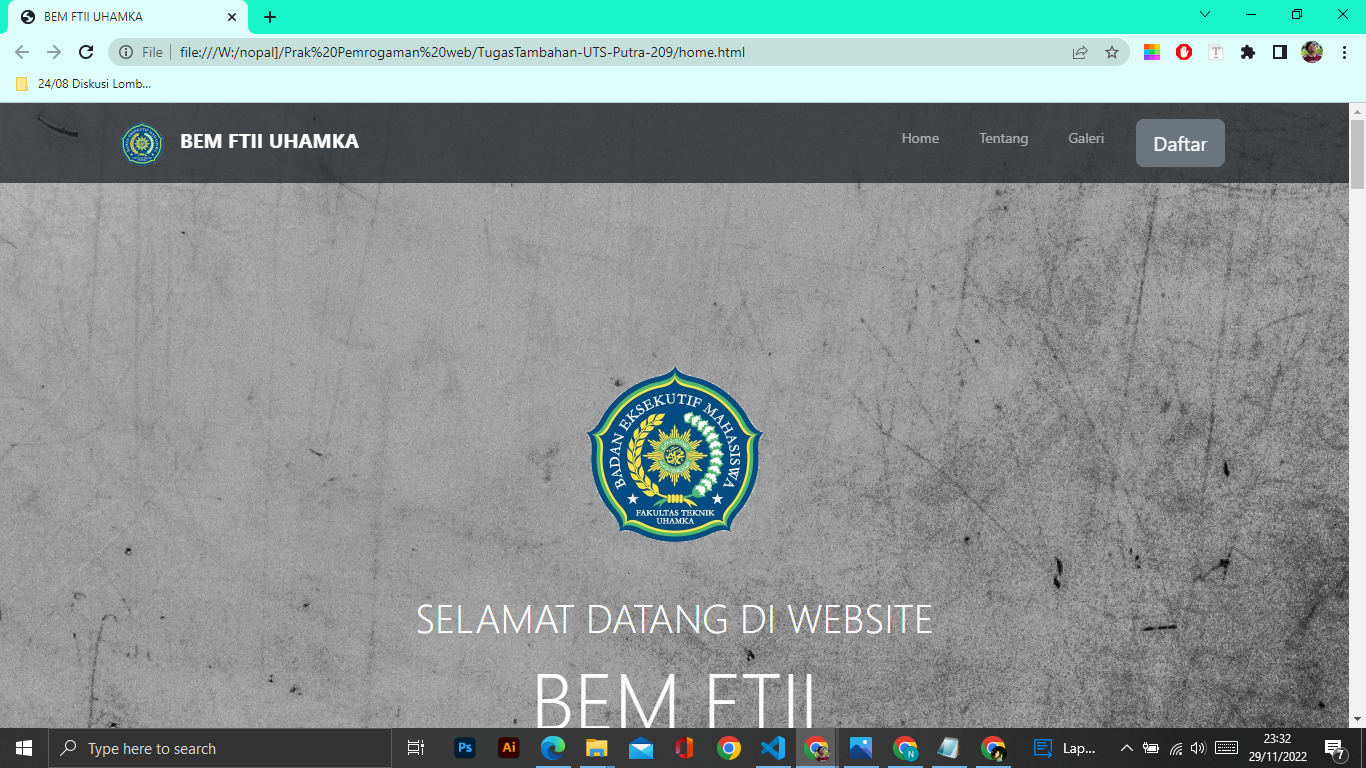 BEM FTII UHAMKA
File
file:///W:/nopal]/Prak%20Pemrogaman%20web/TugasTambahan-UTS-Putra-209/home.html
24/08 Diskusi Lomb...
BEM FTII UHAMKA
Home
Tentang
Galeri
Daftar
BADAN EKSEKUTIF MAHASISWA
FAKULTAS TEKNIK
UHAMKA
SELAMAT DATANG DI WEBSITE
BEM FTII
Type here to search
Ps
Ai
N
Lap...
23:32
29/11/2022
7